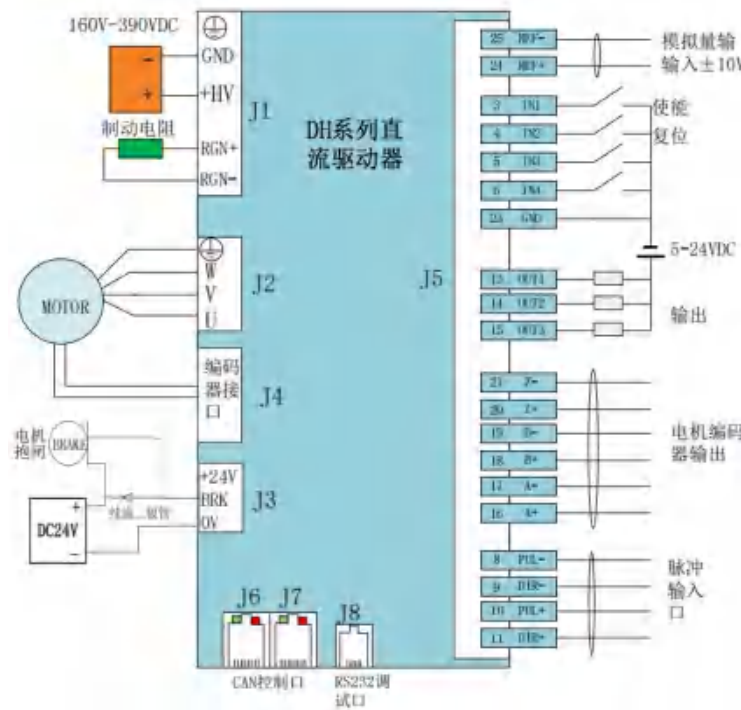 160V-390VDC
GND
+HV
制动电阻
RGN+
RGN-
J1
DH系列直
流驱动器
25 REF-
24 REF+
模拟量输
输入±10V
3 IN1
使能
4 IN2
复位
5 IN3
6 IN4
23 GND
5-24VDC
MOTOR
W
V
U
J2
J5
13 OUT1
14 OUT2
15 OUT3
输出
编码
器接
口
J4
21 Z-
20 Z+
19 B-
18 B+
17
16 A+
电机编码
器输出
电机
抱闸
BRAKE
+24V
BRK
0V
J3
DC24V
+
-
8 PUL-
9 DIR-
10 PUL+
11 DIR+
脉冲
输入
口
J6
J7
J8
CAN控制口
RS232调
试口